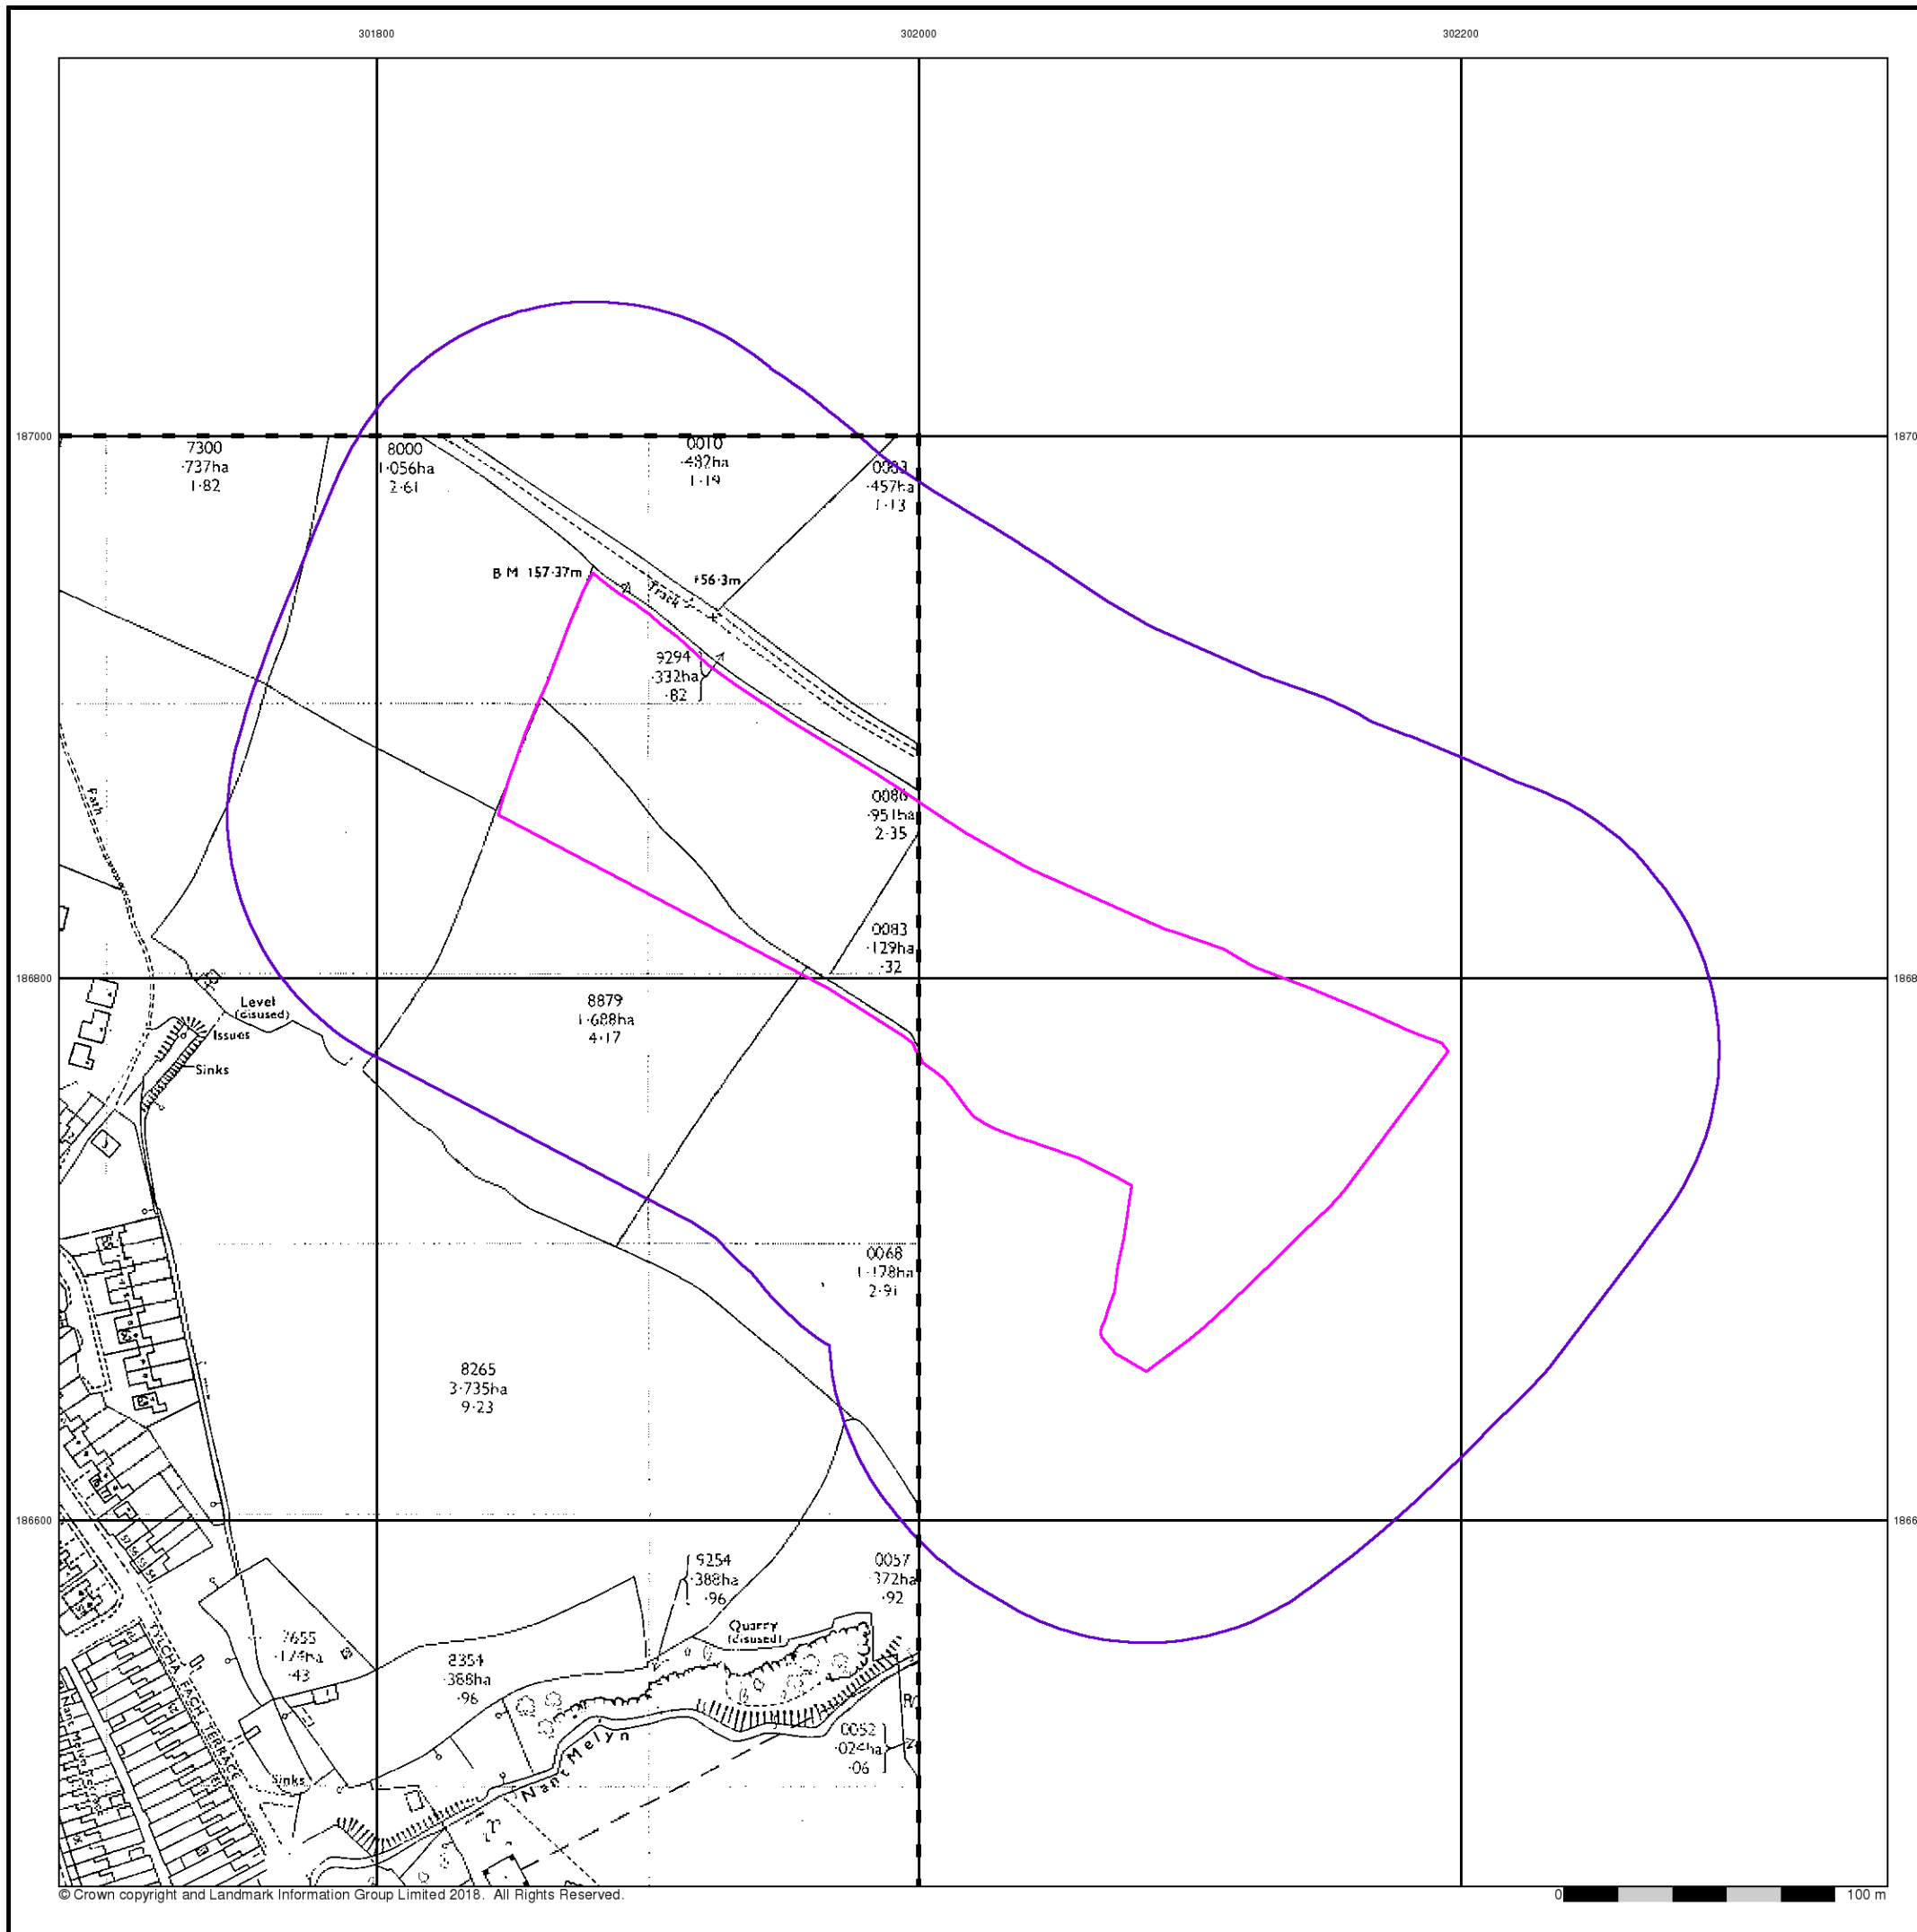 301800
302000
302200
187000
7300
·737ha
1·82
8000
1·056ha
2·61
0010
·482ha
1·19
0083
·457ha
1·13
B M 157·37m
Track
156·3m
9294
·332ha
·82
Path
0086
·951ha
2·35
0083
·129ha
·32
186800
Level
(disused)
Issues
Sinks
8879
1·688ha
4·17
0068
1·178ha
2·91
8265
3·735ha
9·23
186600
9254
·388ha
·96
0057
·372ha
·92
Quarry
(disused)
7655
·174ha
·43
8354
·388ha
·96
0052
·024ha
·06
TYLCHA FACH TERRACE
Nant Melyn
Sinks
© Crown copyright and Landmark Information Group Limited 2018. All Rights Reserved.
0
100 m